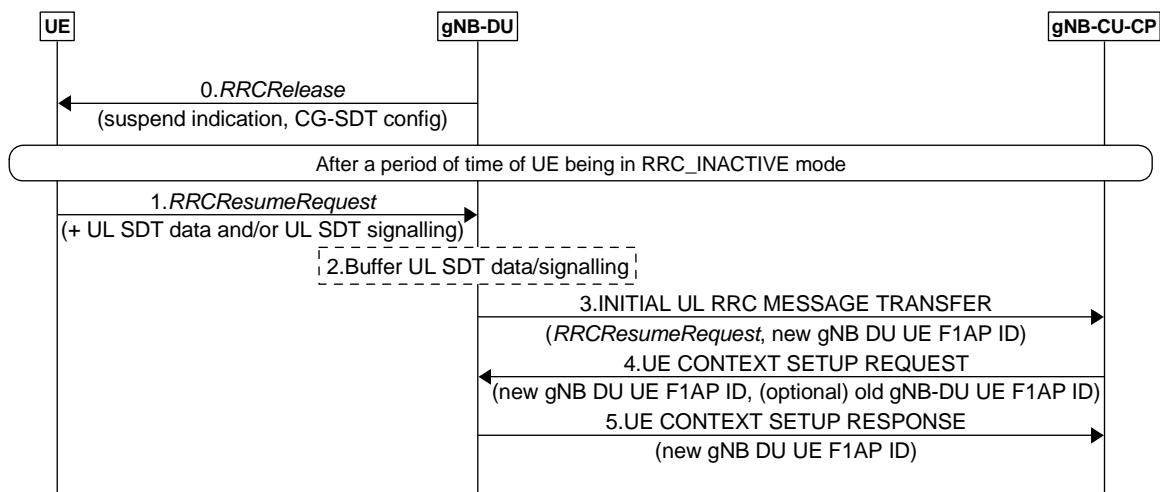 UE gNB-DU gNB-CU-CP
0.RRCRelease
(suspend indication, CG-SDT config)
After a period of time of UE being in RRC_INACTIVE mode
1.RRCResumeRequest
(+ UL SDT data and/or UL SDT signalling)
2.Buffer UL SDT data/signalling
3.INITIAL UL RRC MESSAGE TRANSFER
(RRCResumeRequest, new gNB DU UE F1AP ID)
4.UE CONTEXT SETUP REQUEST
(new gNB DU UE F1AP ID, (optional) old gNB-DU UE F1AP ID)
5.UE CONTEXT SETUP RESPONSE
(new gNB DU UE F1AP ID)